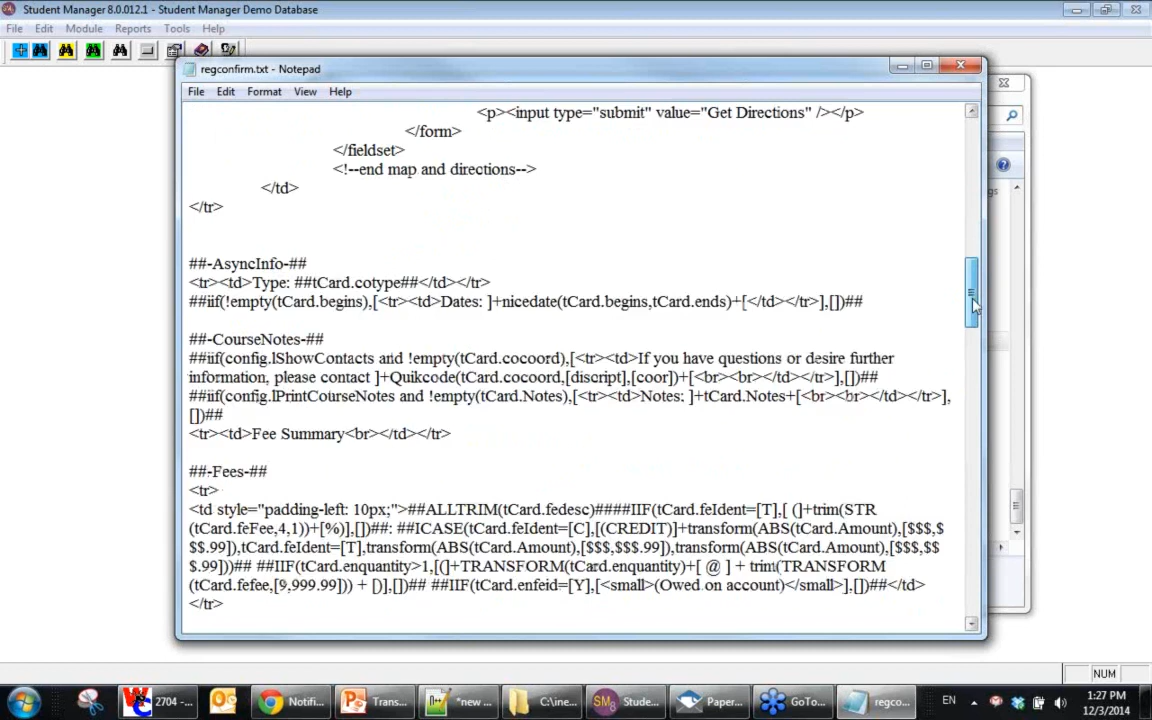 Student Manager 8.0.012.1 - Student Manager Demo Database
File Edit Module Reports Tools Help
regconfirm.txt - Notepad
File Edit Format View Help
<p><input type="submit" value="Get Directions" /></p>
</form>
</fieldset>
<!--end map and directions-->
</td>
</tr>
##-AsyncInfo-##
<tr><td>Type: ##tCard.cotype##</td></tr>
##iif(!empty(tCard.begins),[<tr><td>Dates: ]+nicedate(tCard.begins,tCard.ends)+[</td></tr>],[])##
##-CourseNotes-##
##iif(config.lShowContacts and !empty(tCard.cocoord),[<tr><td>If you have questions or desire further
information, please contact ]+Quikcode(tCard.cocoord,[discript],[coor])+[<br><br></td></tr>],[])##
##iif(config.lPrintCourseNotes and !empty(tCard.Notes),[<tr><td>Notes: ]+tCard.Notes+[<br><br></td></tr>],
[])##
<tr><td>Fee Summary<br></td></tr>
##-Fees-##
<tr>
<td style="padding-left: 10px;">##ALLTRIM(tCard.fedesc)####IIF(tCard.feIdent=[T],[ (]+trim(STR
(tCard.feFee,4,1))+[%)],[])##: ##ICASE(tCard.feIdent=[C],[(CREDIT)]+transform(ABS(tCard.Amount),[$$$,$
$$.99]),tCard.feIdent=[T],transform(ABS(tCard.Amount),[$$$,$$$.99]),transform(ABS(tCard.Amount),[$$$,$$
$.99]))## ##IIF(tCard.enquantity>1,[(]+TRANSFORM(tCard.enquantity)+[ @ ] + trim(TRANSFORM
(tCard.fefee,[9,999.99])) + [)],[])## ##IIF(tCard.enfeid=[Y],[<small>(Owed on account)</small>],[])##</td>
</tr>
NUM
2704 -... Notifi... Trans... *new ... C:\ine... Stude... Paper... GoTo... regco... EN 1:27 PM
12/3/2014